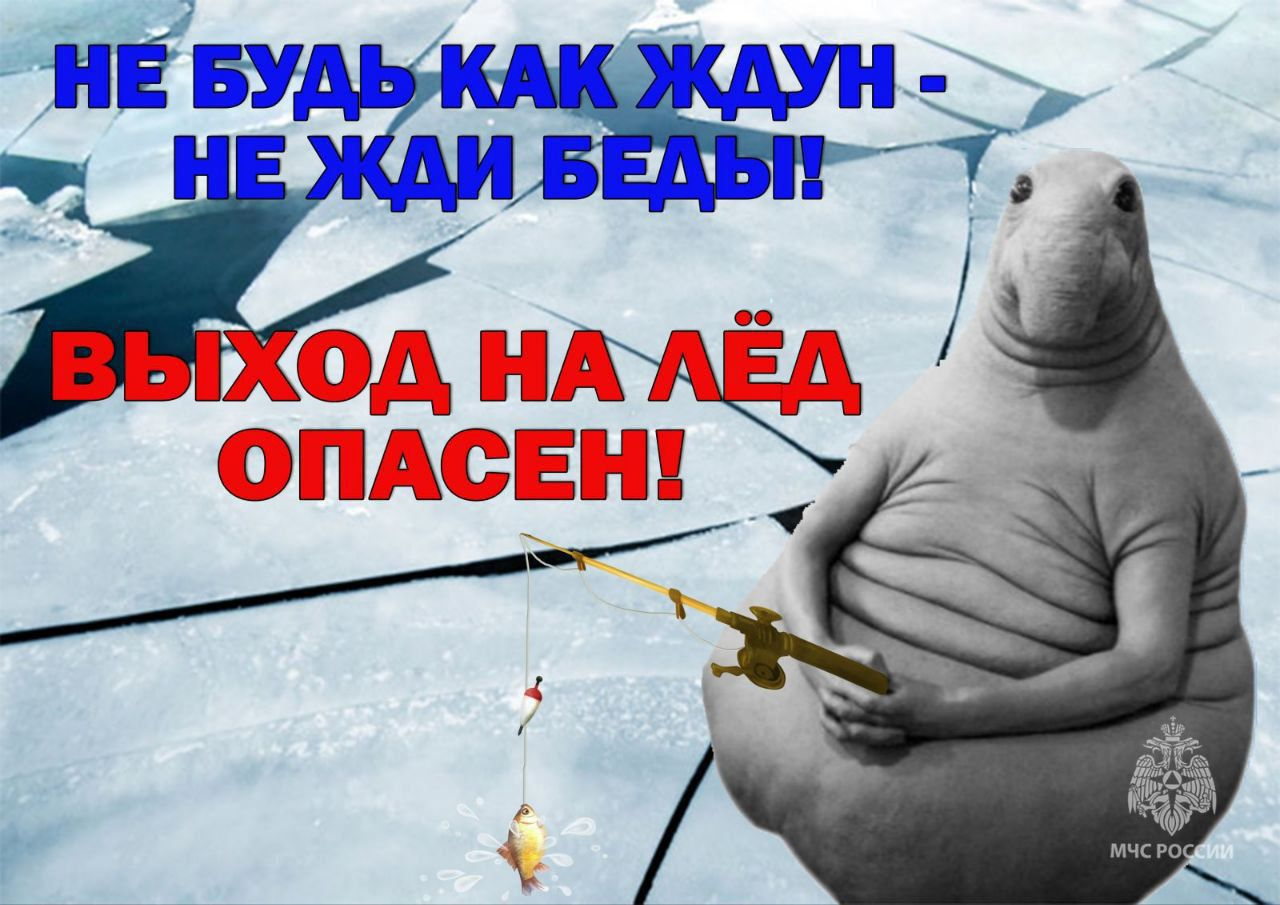 НЕ БУДЬ КАК ЖДУН -
НЕ ЖДИ БЕДЫ!
ВЫХОД НА ЛЁД
ОПАСЕН!
МЧС РОССИИ